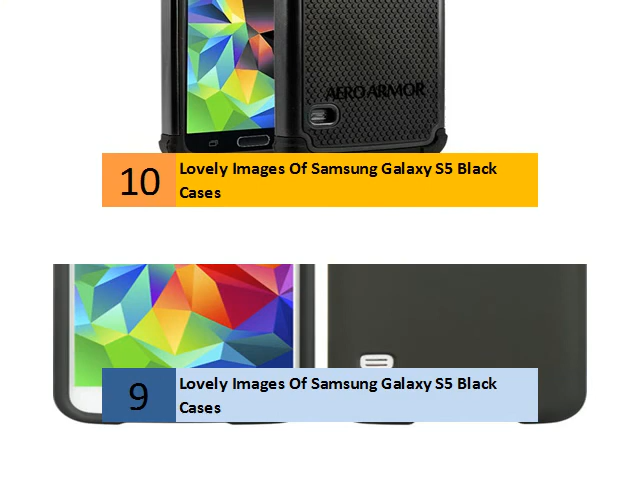 AERO ARMOR
10
Lovely Images Of Samsung Galaxy S5 Black
Cases
9
Lovely Images Of Samsung Galaxy S5 Black
Cases